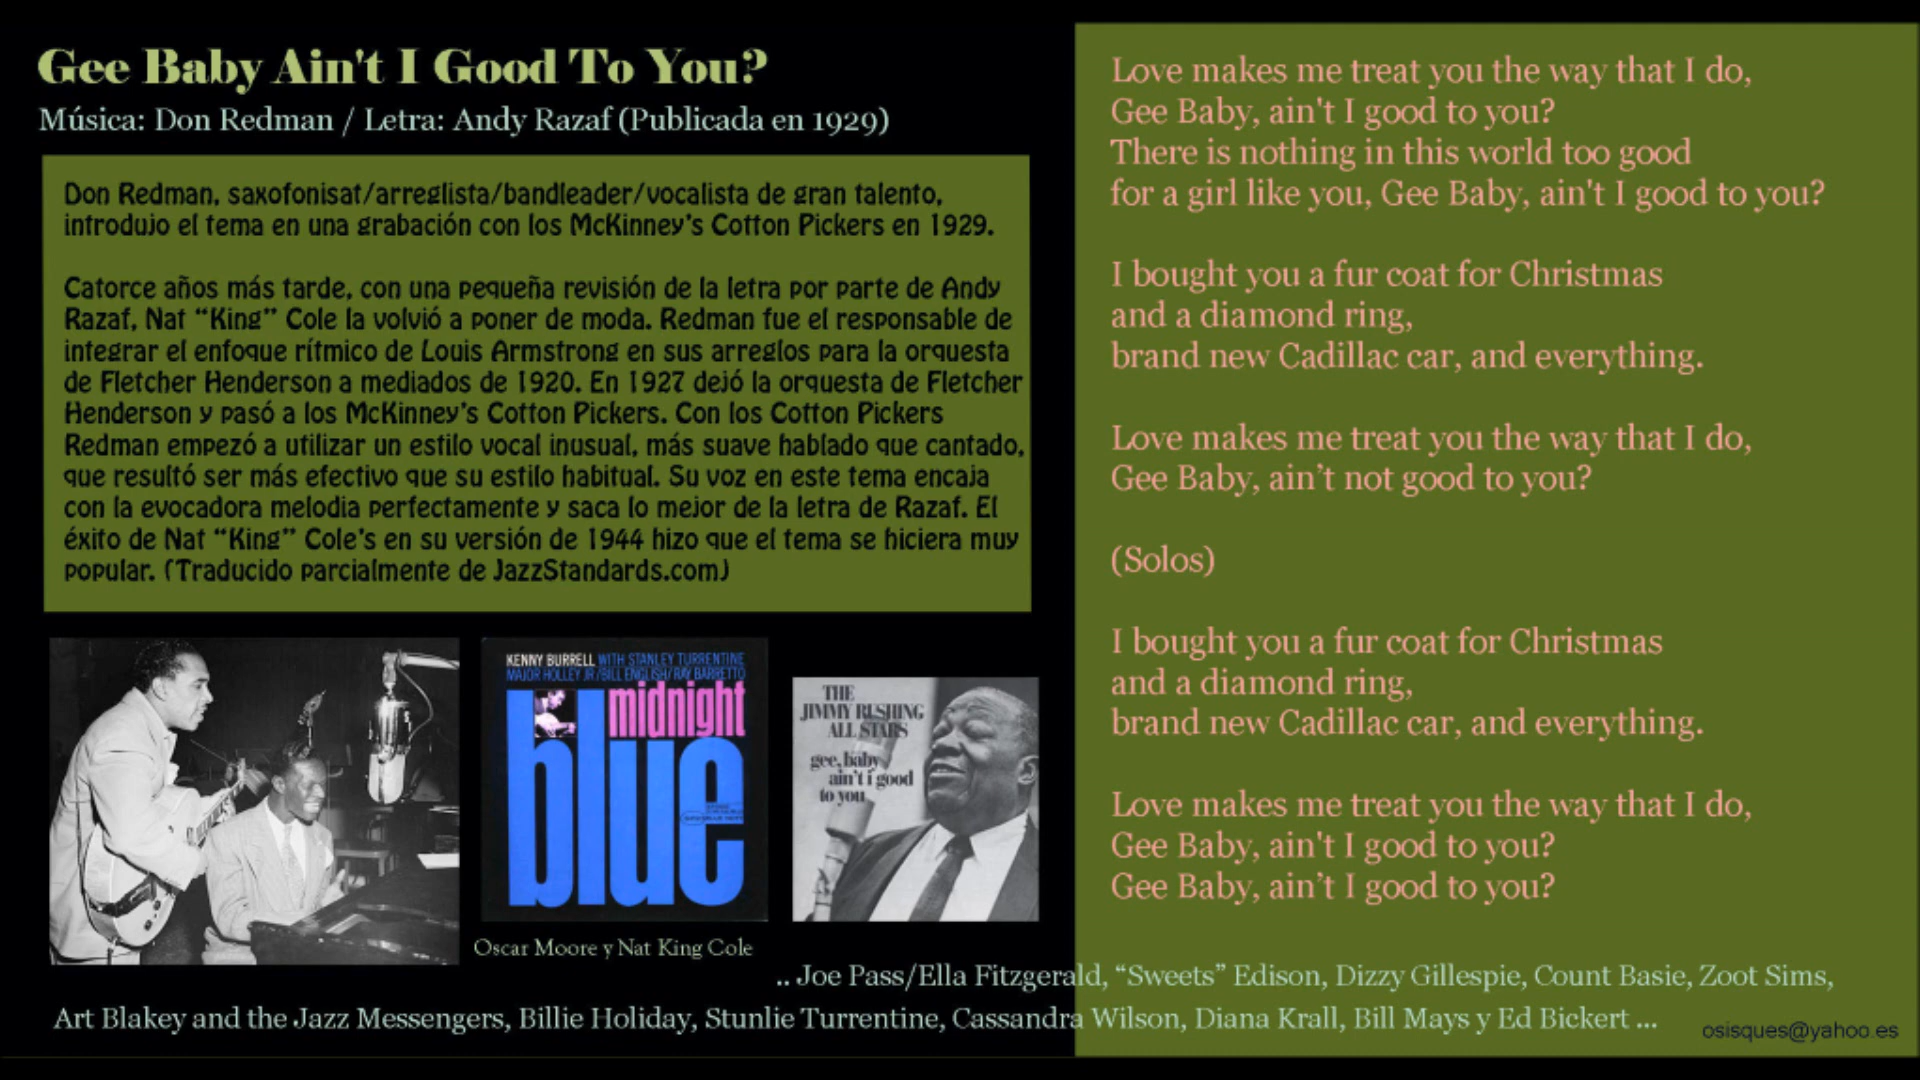 Gee Baby Ain't I Good To You?
Música: Don Redman / Letra: Andy Razaf (Publicada en 1929)
Don Redman, saxofonisat/arreglista/bandleader/vocalista de gran talento,
introdujo el tema en una grabación con los McKinney's Cotton Pickers en 1929.
Catorce años más tarde, con una pequeña revisión de la letra por parte de Andy
Razaf, Nat “King” Cole la volvió a poner de moda. Redman fue el responsable de
integrar el enfoque rítmico de Louis Armstrong en sus arreglos para la orquesta
de Fletcher Henderson a mediados de 1920. En 1927 dejó la orquesta de Fletcher
Henderson y pasó a los McKinney's Cotton Pickers. Con los Cotton Pickers
Redman empezó a utilizar un estilo vocal inusual, más suave hablado que cantado,
que resultó ser más efectivo que su estilo habitual. Su voz en este tema encaja
con la evocadora melodia perfectamente y saca lo mejor de la letra de Razaf. El
éxito de Nat “King” Cole's en su versión de 1944 hizo que el tema se hiciera muy
popular. (Traducido parcialmente de JazzStandards.com)
KENNY BURRELL WITH STANLEY TURRENTINE
MAJOR HOLLEY JR/BILL ENGLISH/RAY BARRETTO
midnight
blue
THE
JIMMY RUSHING
ALL STARS
gee, baby
ain't i good
to you
Oscar Moore y Nat King Cole
Love makes me treat you the way that I do,
Gee Baby, ain't I good to you?
There is nothing in this world too good
for a girl like you, Gee Baby, ain't I good to you?
I bought you a fur coat for Christmas
and a diamond ring,
brand new Cadillac car, and everything.
Love makes me treat you the way that I do,
Gee Baby, ain’t not good to you?
(Solos)
I bought you a fur coat for Christmas
and a diamond ring,
brand new Cadillac car, and everything.
Love makes me treat you the way that I do,
Gee Baby, ain't I good to you?
Gee Baby, ain’t I good to you?
.. Joe Pass/Ella Fitzgerald, “Sweets” Edison, Dizzy Gillespie, Count Basie, Zoot Sims,
Art Blakey and the Jazz Messengers, Billie Holiday, Stunlie Turrentine, Cassandra Wilson, Diana Krall, Bill Mays y Ed Bickert ...
osisques@yahoo.es